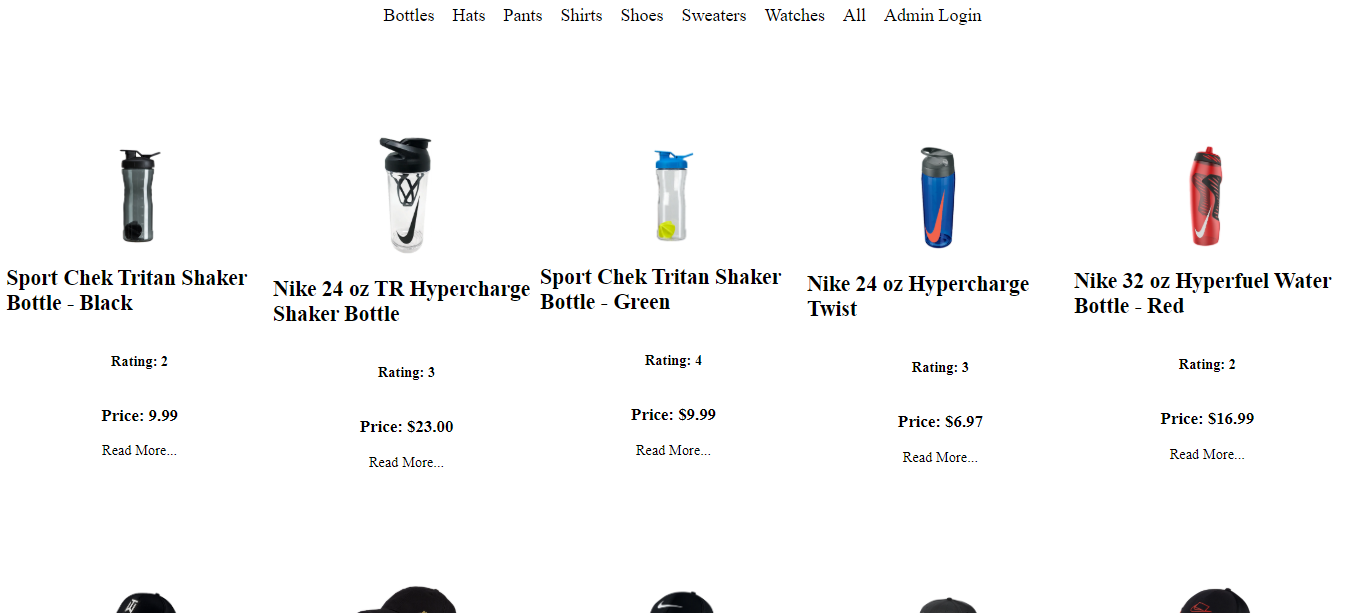 Bottles Hats Pants Shirts Shoes Sweaters Watches All Admin Login
Sport Chek Tritan Shaker
Bottle - Black
Rating: 2
Price: 9.99
Read More...
Nike 24 oz TR Hypercharge
Shaker Bottle
Rating: 3
Price: $23.00
Read More...
Sport Chek Tritan Shaker
Bottle - Green
Rating: 4
Price: $9.99
Read More...
Nike 24 oz Hypercharge
Twist
Rating: 3
Price: $6.97
Read More...
Nike 32 oz Hyperfuel Water
Bottle - Red
Rating: 2
Price: $16.99
Read More...